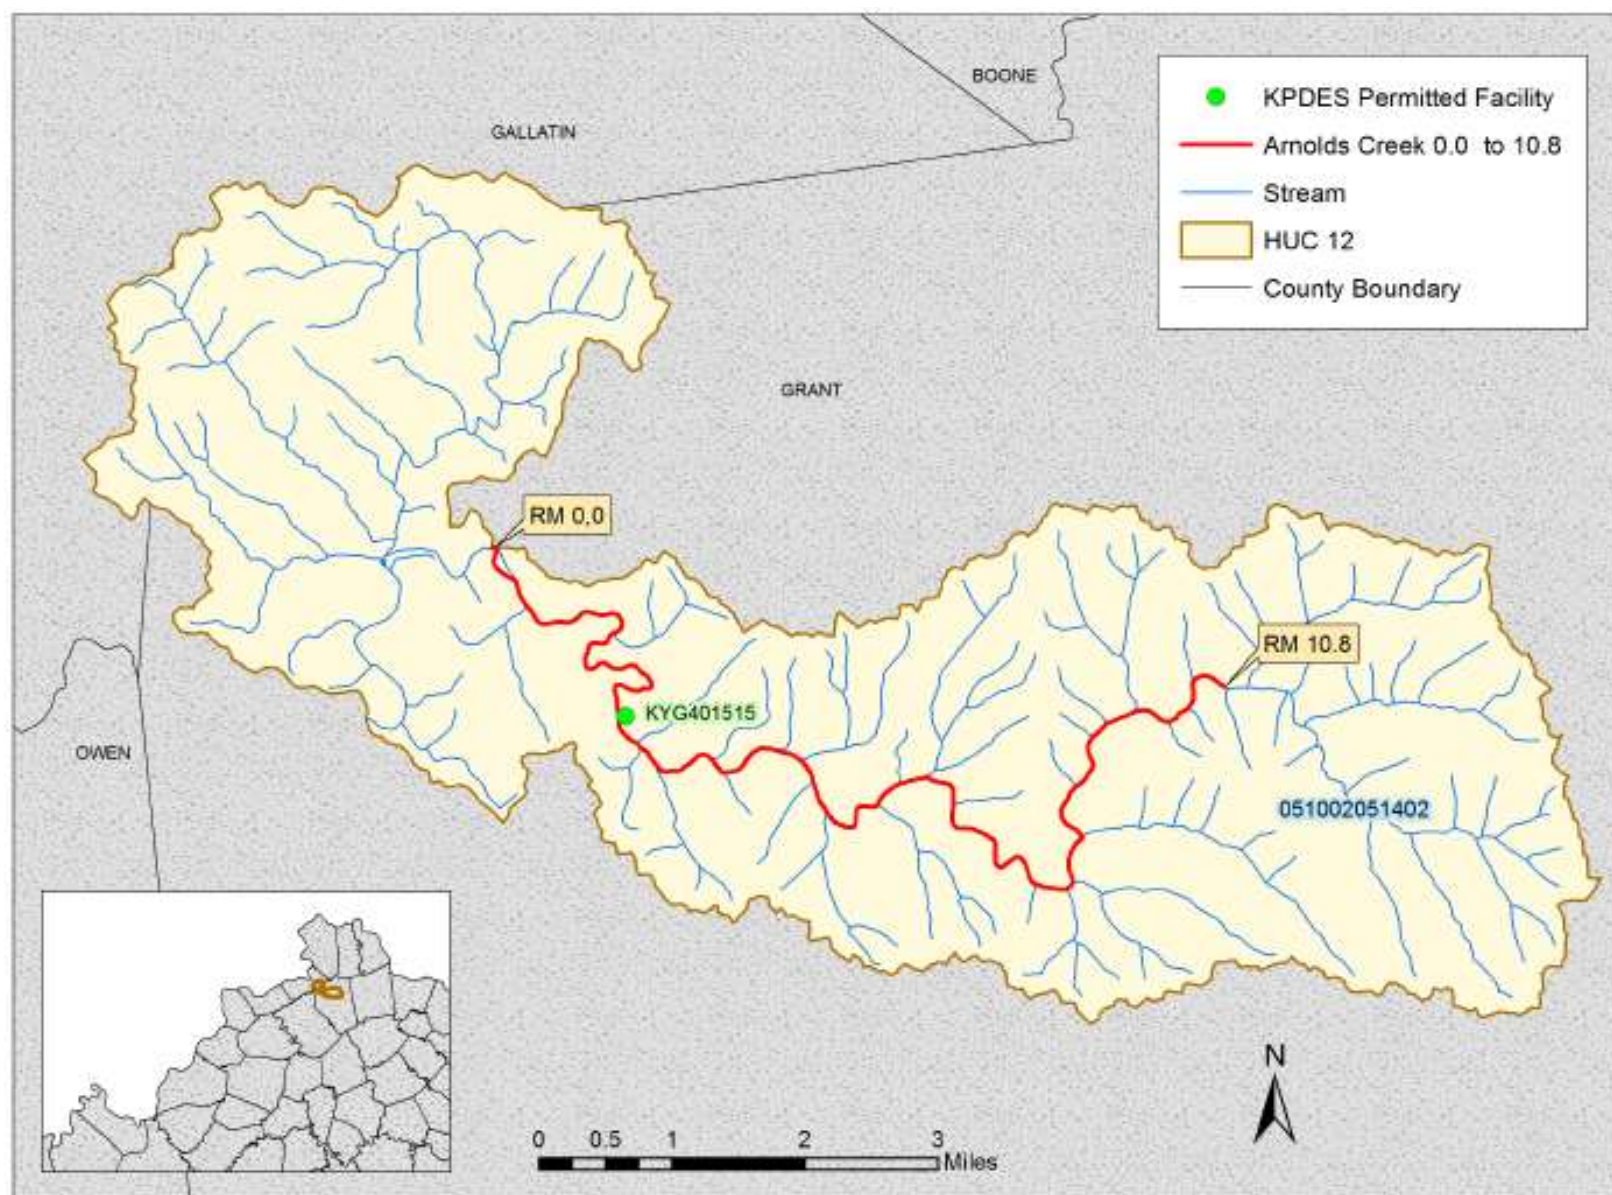 BOONE
GALLATIN
KPDES Permitted Facility
Arnolds Creek 0.0 to 10.8
Stream
HUC 12
County Boundary
GRANT
RM 0.0
RM 10.8
KYG401515
OWEN
051002051402
N
0 0.5 1 2 3
Miles